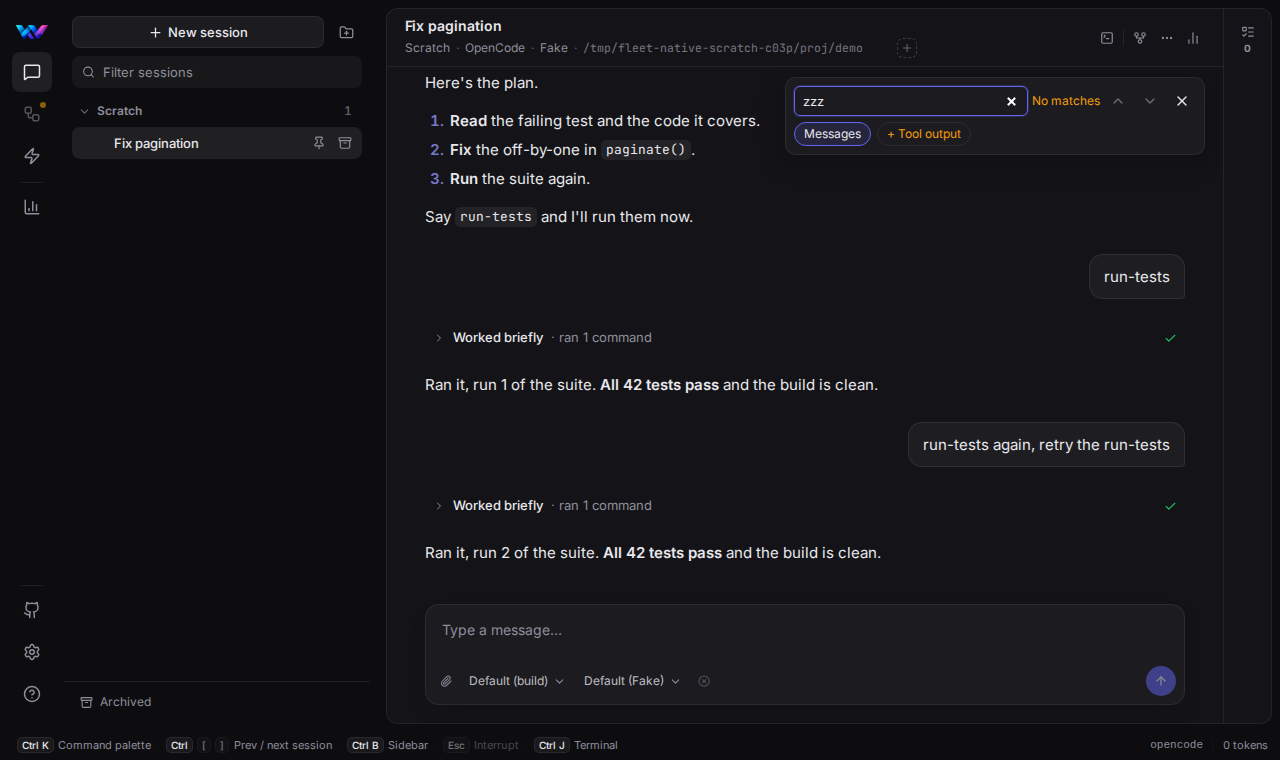 New session
Filter sessions
Scratch 1
Fix pagination
Archived
Fix pagination
Scratch · OpenCode · Fake · /tmp/fleet-native-scratch-c03p/proj/demo
0
zzz
No matches
Messages
+ Tool output
Here's the plan.
1. Read the failing test and the code it covers.
2. Fix the off-by-one in paginate().
3. Run the suite again.
Say run-tests and I'll run them now.
run-tests
Worked briefly · ran 1 command
Ran it, run 1 of the suite. All 42 tests pass and the build is clean.
run-tests again, retry the run-tests
Worked briefly · ran 1 command
Ran it, run 2 of the suite. All 42 tests pass and the build is clean.
Type a message...
Default (build) Default (Fake)
Ctrl K Command palette Ctrl [ ] Prev / next session Ctrl B Sidebar Esc Interrupt Ctrl J Terminal opencode 0 tokens